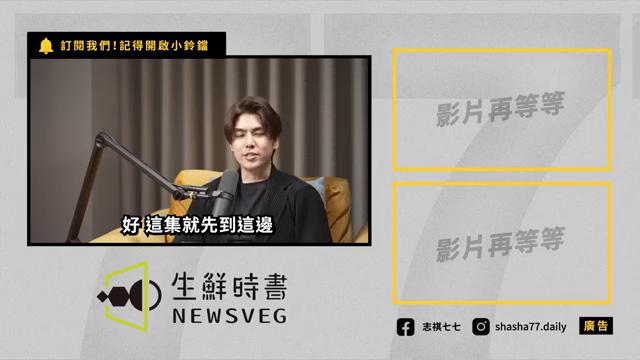 訂閱我們!記得開啟小鈴鐺
好 這集就先到這邊
影片再等等
影片再等等
生鮮時書
NEWSVEG
志祺七七
shasha77.daily
廣告